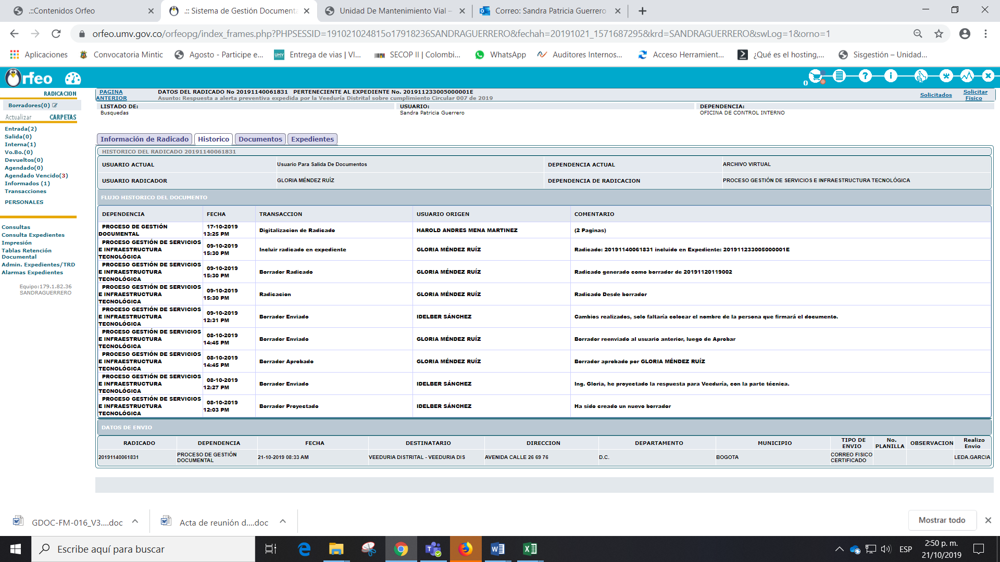 .::Contenidos Orfeo
.:: Sistema de Gestión Documenta
Unidad De Mantenimiento Vial –
Correo: Sandra Patricia Guerrero
orfeo.umv.gov.co/orfeopg/index_frames.php?PHPSESSID=191021024815o17918236SANDRAGUERRERO&fechah=20191021_1571687295&krd=SANDRAGUERRERO&swLog=1&orno=1
Aplicaciones
Convocatoria Mintic
Agosto - Participe e...
UMV
Entrega de vias | VI...
SECOP II | Colombi...
WhatsApp
Auditores Internos...
Acceso Herramient...
¿Qué es el hosting,...
Sisgestión – Unidad...
Orfeo
0
RADICACION
Borradores(0)
Actualizar CARPETAS
Entrada(2)
Salida(0)
Interna(1)
Vo.Bo.(0)
Devueltos(0)
Agendado(0)
Agendado Vencido(3)
Informados (1)
Transacciones
PERSONALES
Consultas
Consulta Expedientes
Impresión
Tablas Retención
Documental
Admin. Expedientes/TRD
Alarmas Expedientes
Equipo:179.1.82.36
SANDRAGUERRERO
PAGINA
ANTERIOR
DATOS DEL RADICADO No 20191140061831 PERTENECIENTE AL EXPEDIENTE No. 201911233005000001E
Asunto: Respuesta a alerta preventiva expedida por la Veeduría Distrital sobre cumplimiento Circular 007 de 2019
Solicitados
Solicitar
Fisico
LISTADO DE:
Busquedas
USUARIO:
Sandra Patricia Guerrero
DEPENDENCIA:
OFICINA DE CONTROL INTERNO
Información de Radicado
Historico
Documentos
Expedientes
HISTORICO DEL RADICADO 20191140061831
USUARIO ACTUAL Usuario Para Salida De Documentos DEPENDENCIA ACTUAL ARCHIVO VIRTUAL
USUARIO RADICADOR GLORIA MÉNDEZ RUÍZ DEPENDENCIA DE RADICACION PROCESO GESTIÓN DE SERVICIOS E INFRAESTRUCTURA TECNOLÓGICA
FLUJO HISTORICO DEL DOCUMENTO
DEPENDENCIA FECHA TRANSACCION USUARIO ORIGEN COMENTARIO
PROCESO DE GESTIÓN
DOCUMENTAL
17-10-2019
13:25 PM
Digitalizacion de Radicado
HAROLD ANDRES MENA MARTINEZ
(2 Paginas)
PROCESO GESTIÓN DE SERVICIOS
E INFRAESTRUCTURA
TECNOLÓGICA
09-10-2019
15:30 PM
Incluir radicado en expediente
GLORIA MÉNDEZ RUÍZ
Radicado: 20191140061831 incluido en Expediente: 201911233005000001E
PROCESO GESTIÓN DE SERVICIOS
E INFRAESTRUCTURA
TECNOLÓGICA
09-10-2019
15:30 PM
Borrador Radicado
GLORIA MÉNDEZ RUÍZ
Radicado generado como borrador de 20191120119002
PROCESO GESTIÓN DE SERVICIOS
E INFRAESTRUCTURA
TECNOLÓGICA
09-10-2019
15:30 PM
Radicacion
GLORIA MÉNDEZ RUÍZ
Radicado Desde borrador
PROCESO GESTIÓN DE SERVICIOS
E INFRAESTRUCTURA
TECNOLÓGICA
09-10-2019
12:31 PM
Borrador Enviado
IDELBER SÁNCHEZ
Cambios realizados, solo faltaría colocar el nombre de la persona que firmará el documento.
PROCESO GESTIÓN DE SERVICIOS
E INFRAESTRUCTURA
TECNOLÓGICA
08-10-2019
14:45 PM
Borrador Enviado
GLORIA MÉNDEZ RUÍZ
Borrador reenviado al usuario anterior, luego de Aprobar
PROCESO GESTIÓN DE SERVICIOS
E INFRAESTRUCTURA
TECNOLÓGICA
08-10-2019
14:45 PM
Borrador Aprobado
GLORIA MÉNDEZ RUÍZ
Borrador aprobado por GLORIA MÉNDEZ RUÍZ
PROCESO GESTIÓN DE SERVICIOS
E INFRAESTRUCTURA
TECNOLÓGICA
08-10-2019
12:27 PM
Borrador Enviado
IDELBER SÁNCHEZ
Ing. Gloria, he proyectado la respuesta para Veeduría, con la parte técnica.
PROCESO GESTIÓN DE SERVICIOS
E INFRAESTRUCTURA
TECNOLÓGICA
08-10-2019
12:03 PM
Borrador Proyectado
IDELBER SÁNCHEZ
Ha sido creado un nuevo borrador
DATOS DE ENVIO
RADICADO DEPENDENCIA FECHA DESTINATARIO DIRECCION DEPARTAMENTO MUNICIPIO
TIPO DE
ENVIO
No.
PLANILLA
OBSERVACION
Realizo
Envio
20191140061831
PROCESO DE GESTIÓN
DOCUMENTAL
21-10-2019 08:33 AM
VEEDURIA DISTRITAL - VEEDURIA DIS
AVENIDA CALLE 26 69 76
D.C.
BOGOTA
CORREO FISICO
CERTIFICADO
LEDA.GARCIA
GDOC-FM-016_V3....doc
Acta de reunión d....doc
Mostrar todo
Escribe aquí para buscar
ESP
2:50 p. m.
21/10/2019